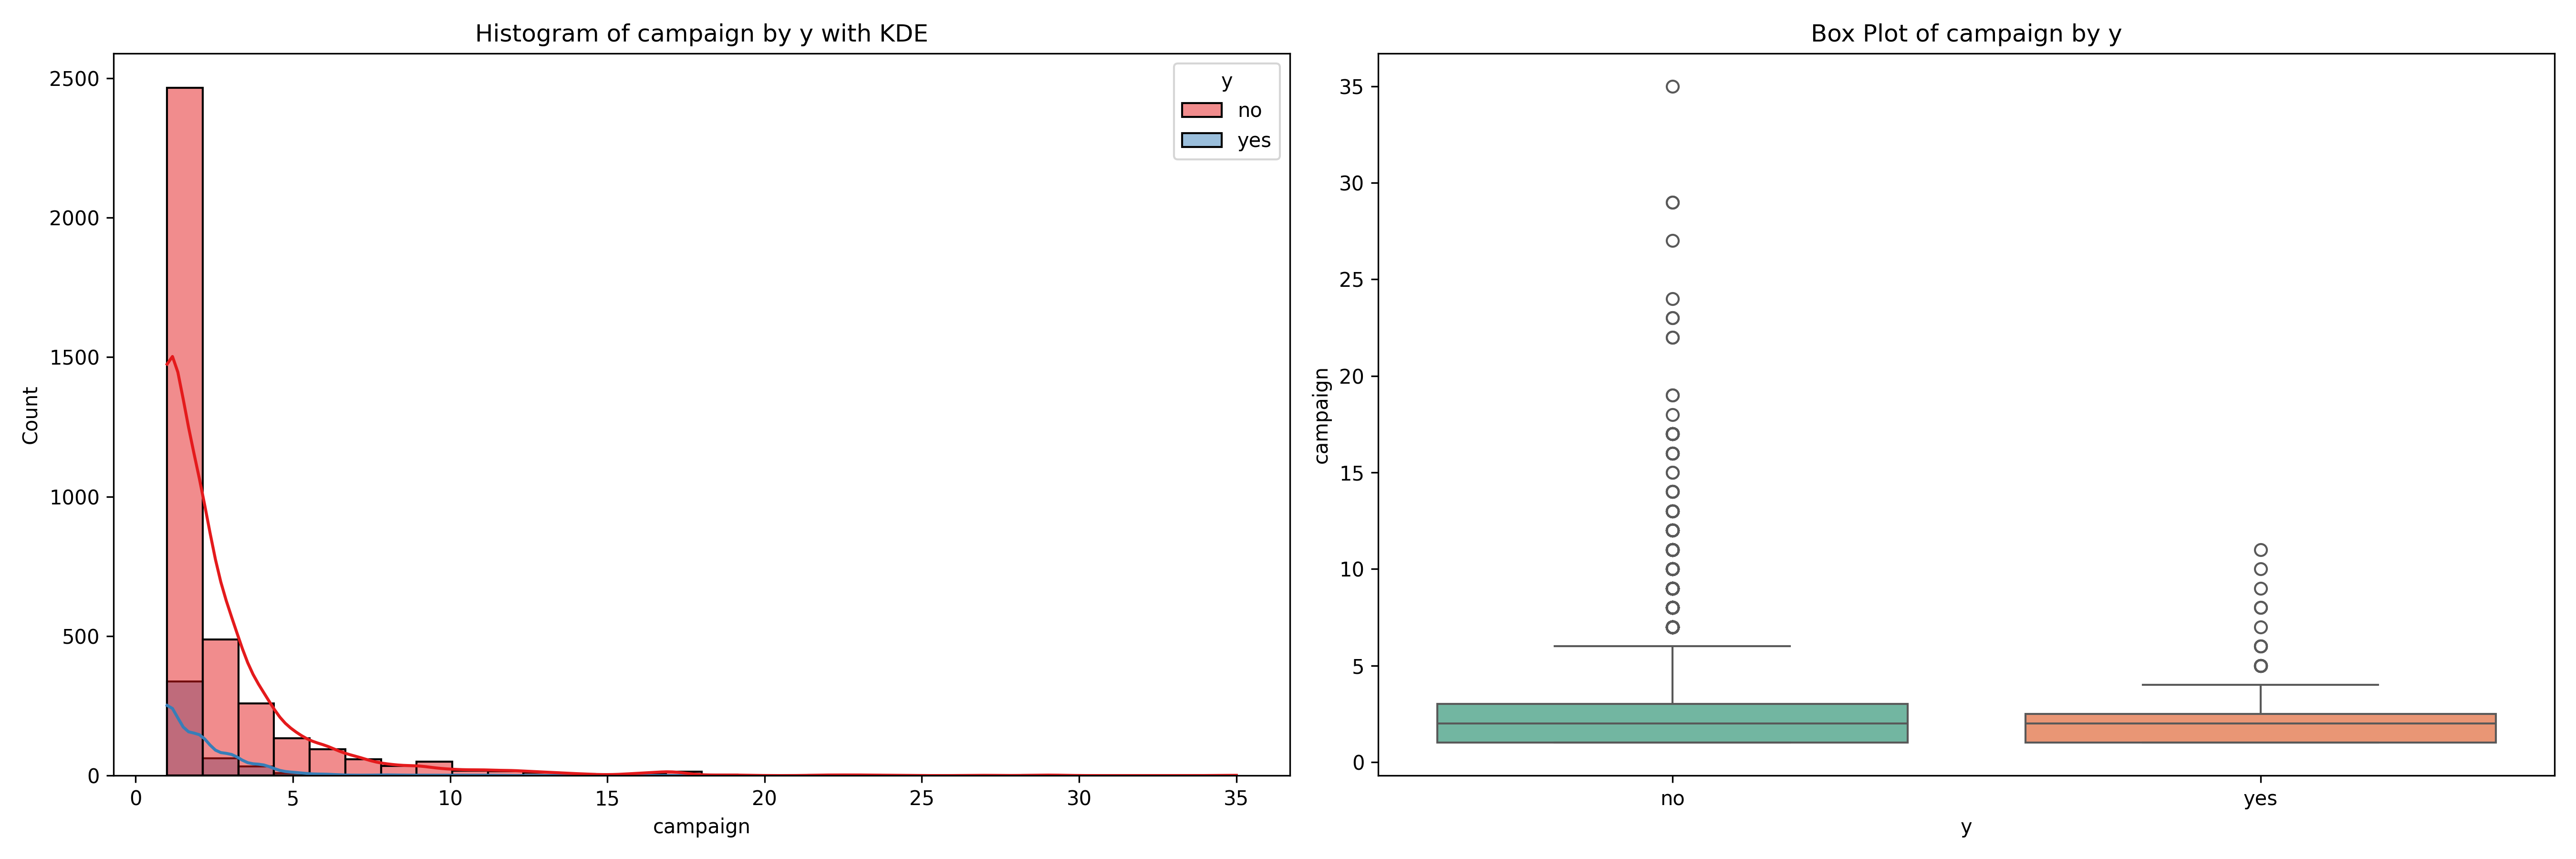 Histogram of campaign by y with KDE
2500
2000
1500
1000
500
0
Count
0 5 10 15 20 25 30 35
campaign
y
no
yes
Box Plot of campaign by y
35
30
25
20
15
10
5
0
campaign
no yes
y